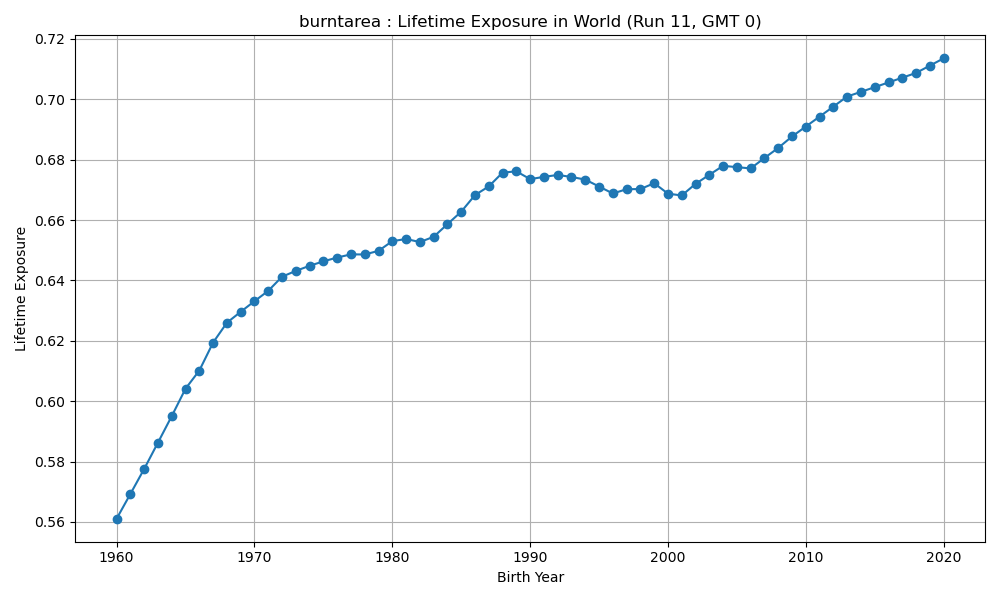 burntarea : Lifetime Exposure in World (Run 11, GMT 0)
0.72
0.70
0.68
0.66
0.64
0.62
0.60
0.58
0.56
Lifetime Exposure
1960 1970 1980 1990 2000 2010 2020
Birth Year